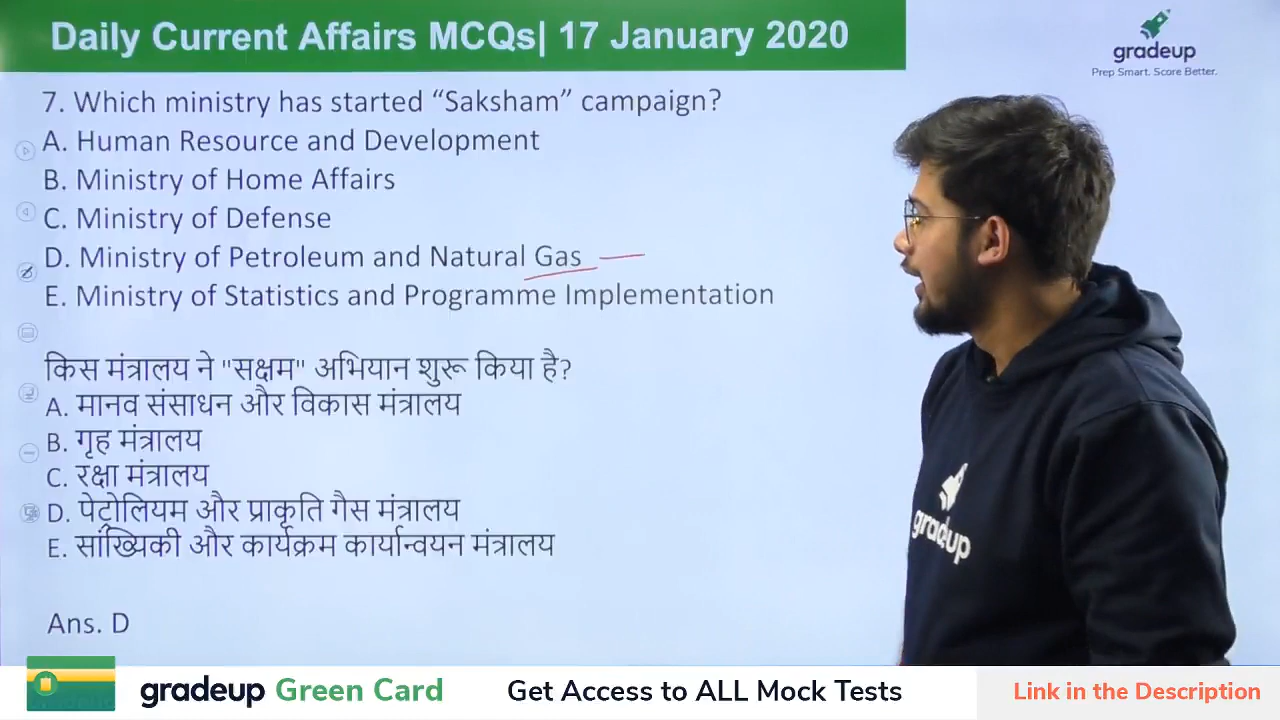 Daily Current Affairs MCQs| 17 January 2020
gradeup
Prep Smart. Score Better.
7. Which ministry has started “Saksham” campaign?
A. Human Resource and Development
B. Ministry of Home Affairs
C. Ministry of Defense
D. Ministry of Petroleum and Natural Gas
E. Ministry of Statistics and Programme Implementation
किस मंत्रालय ने "सक्षम" अभियान शुरू किया है?
A. मानव संसाधन और विकास मंत्रालय
B. गृह मंत्रालय
C. रक्षा मंत्रालय
D. पेट्रोलियम और प्राकृति गैस मंत्रालय
E. सांख्यिकी और कार्यक्रम कार्यान्वयन मंत्रालय
Ans. D
gradeup
gradeup Green Card
Get Access to ALL Mock Tests
Link in the Description